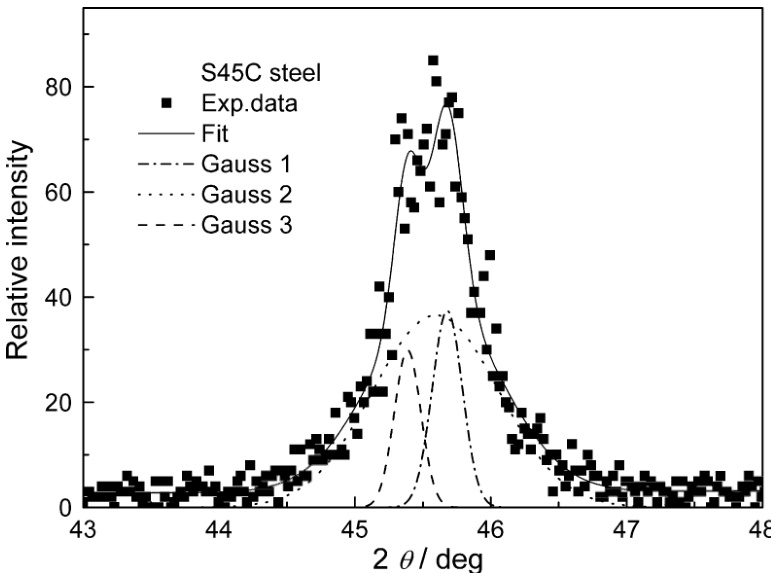 S45C steel
Exp.data
Fit
Gauss 1
Gauss 2
Gauss 3
Relative intensity
80
60
40
20
0
43
44
45
46
47
48
2 θ / deg